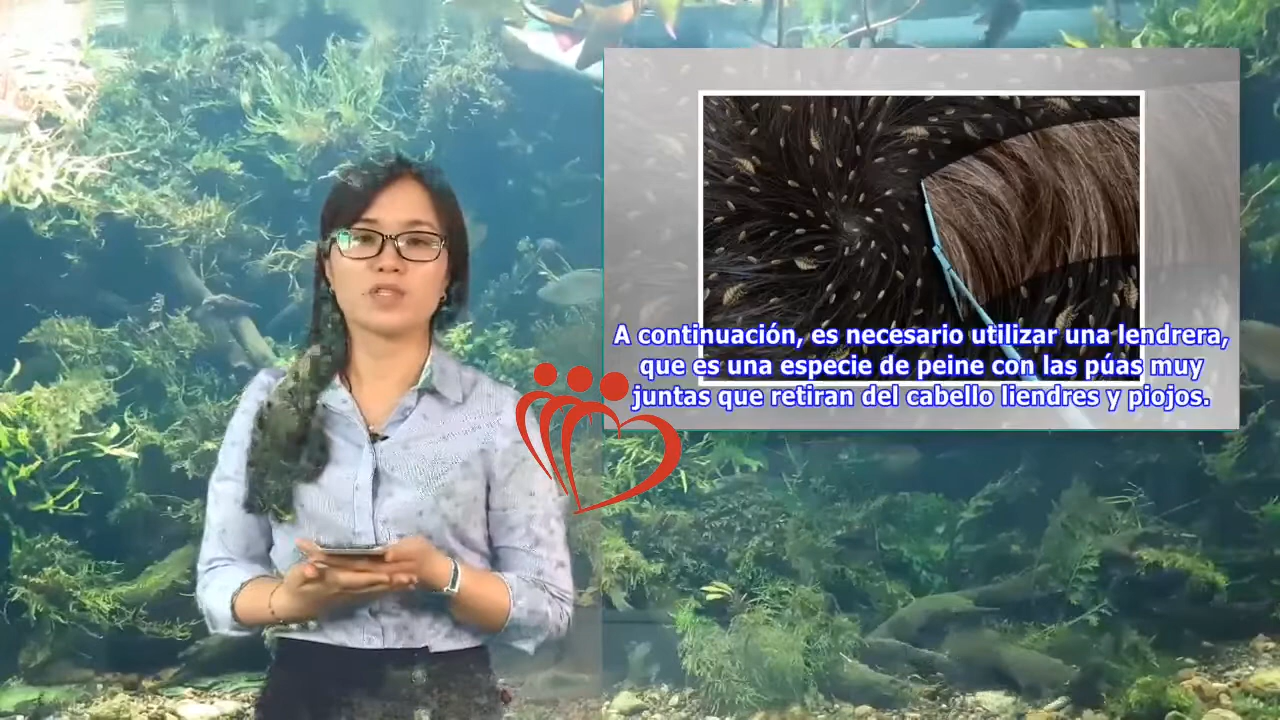 A continuación, es necesario utilizar una lendrera,
que es una especie de peine con las púas muy
juntas que retiran del cabello liendres y piojos.